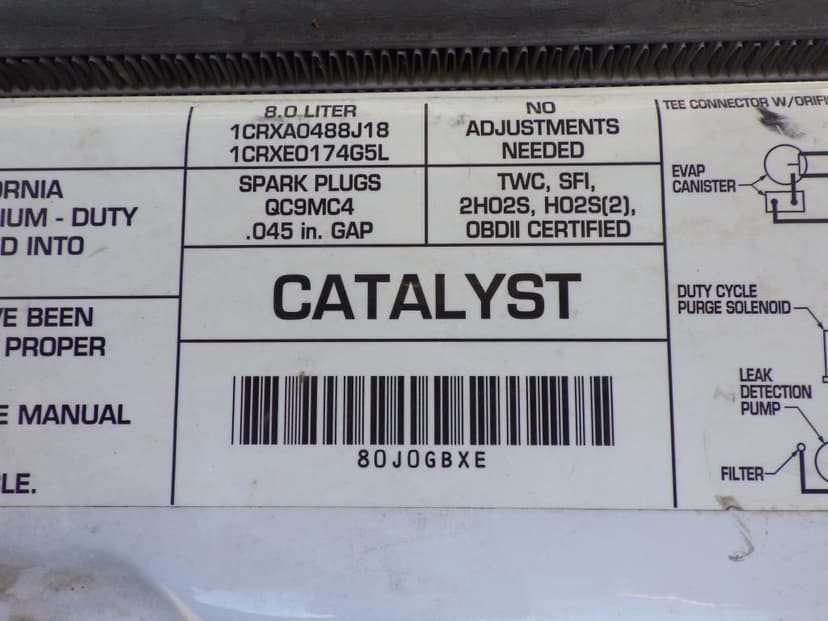 ORNIA
IUM - DUTY
D INTO
VE BEEN
PROPER
E MANUAL
LE.
8.0 LITER
1CRXA0488J18
1CRXE0174G5L
NO
ADJUSTMENTS
NEEDED
SPARK PLUGS
QC9MC4
.045 in. GAP
TWC, SFI,
2HO2S, HO2S(2),
OBDII CERTIFIED
CATALYST
80J0GBXE
TEE CONNECTOR W/ORIFI
EVAP
CANISTER
DUTY CYCLE
PURGE SOLENOID
LEAK
DETECTION
PUMP
FILTER